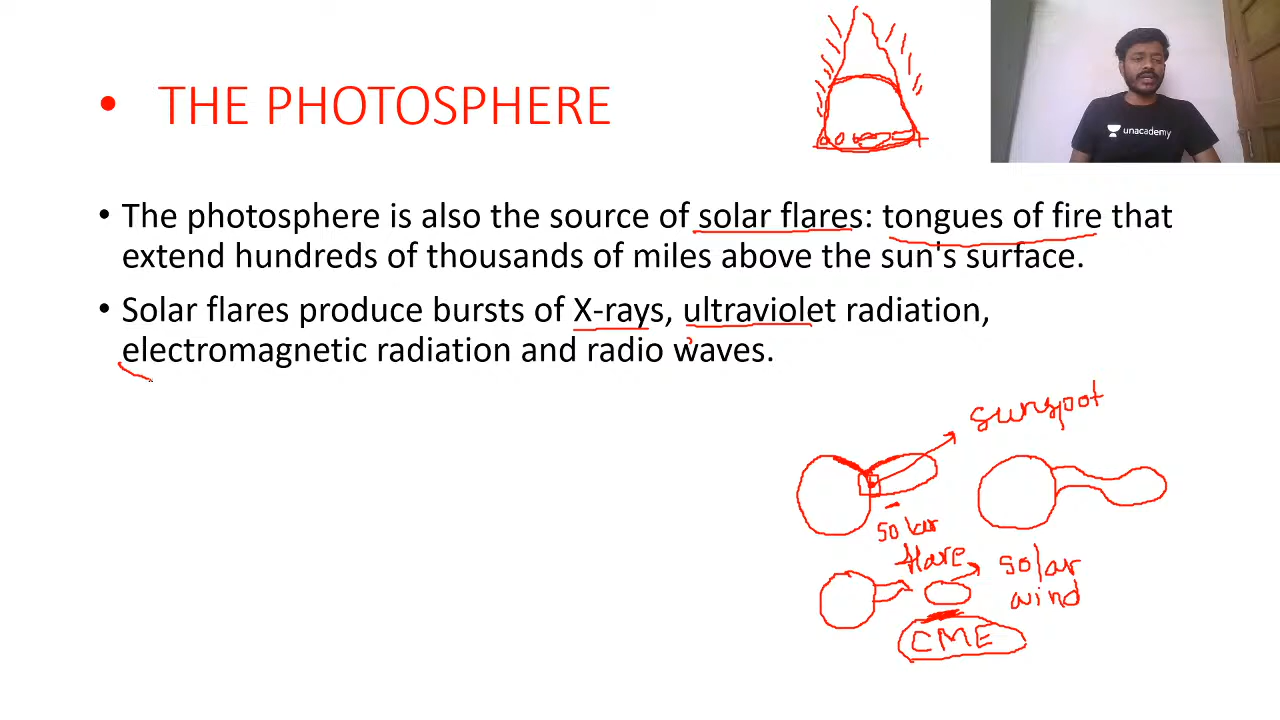 • THE PHOTOSPHERE
unacademy
• The photosphere is also the source of solar flares: tongues of fire that
extend hundreds of thousands of miles above the sun's surface.
• Solar flares produce bursts of X-rays, ultraviolet radiation,
electromagnetic radiation and radio waves.
sunspot
solar
flare
solar
wind
CME